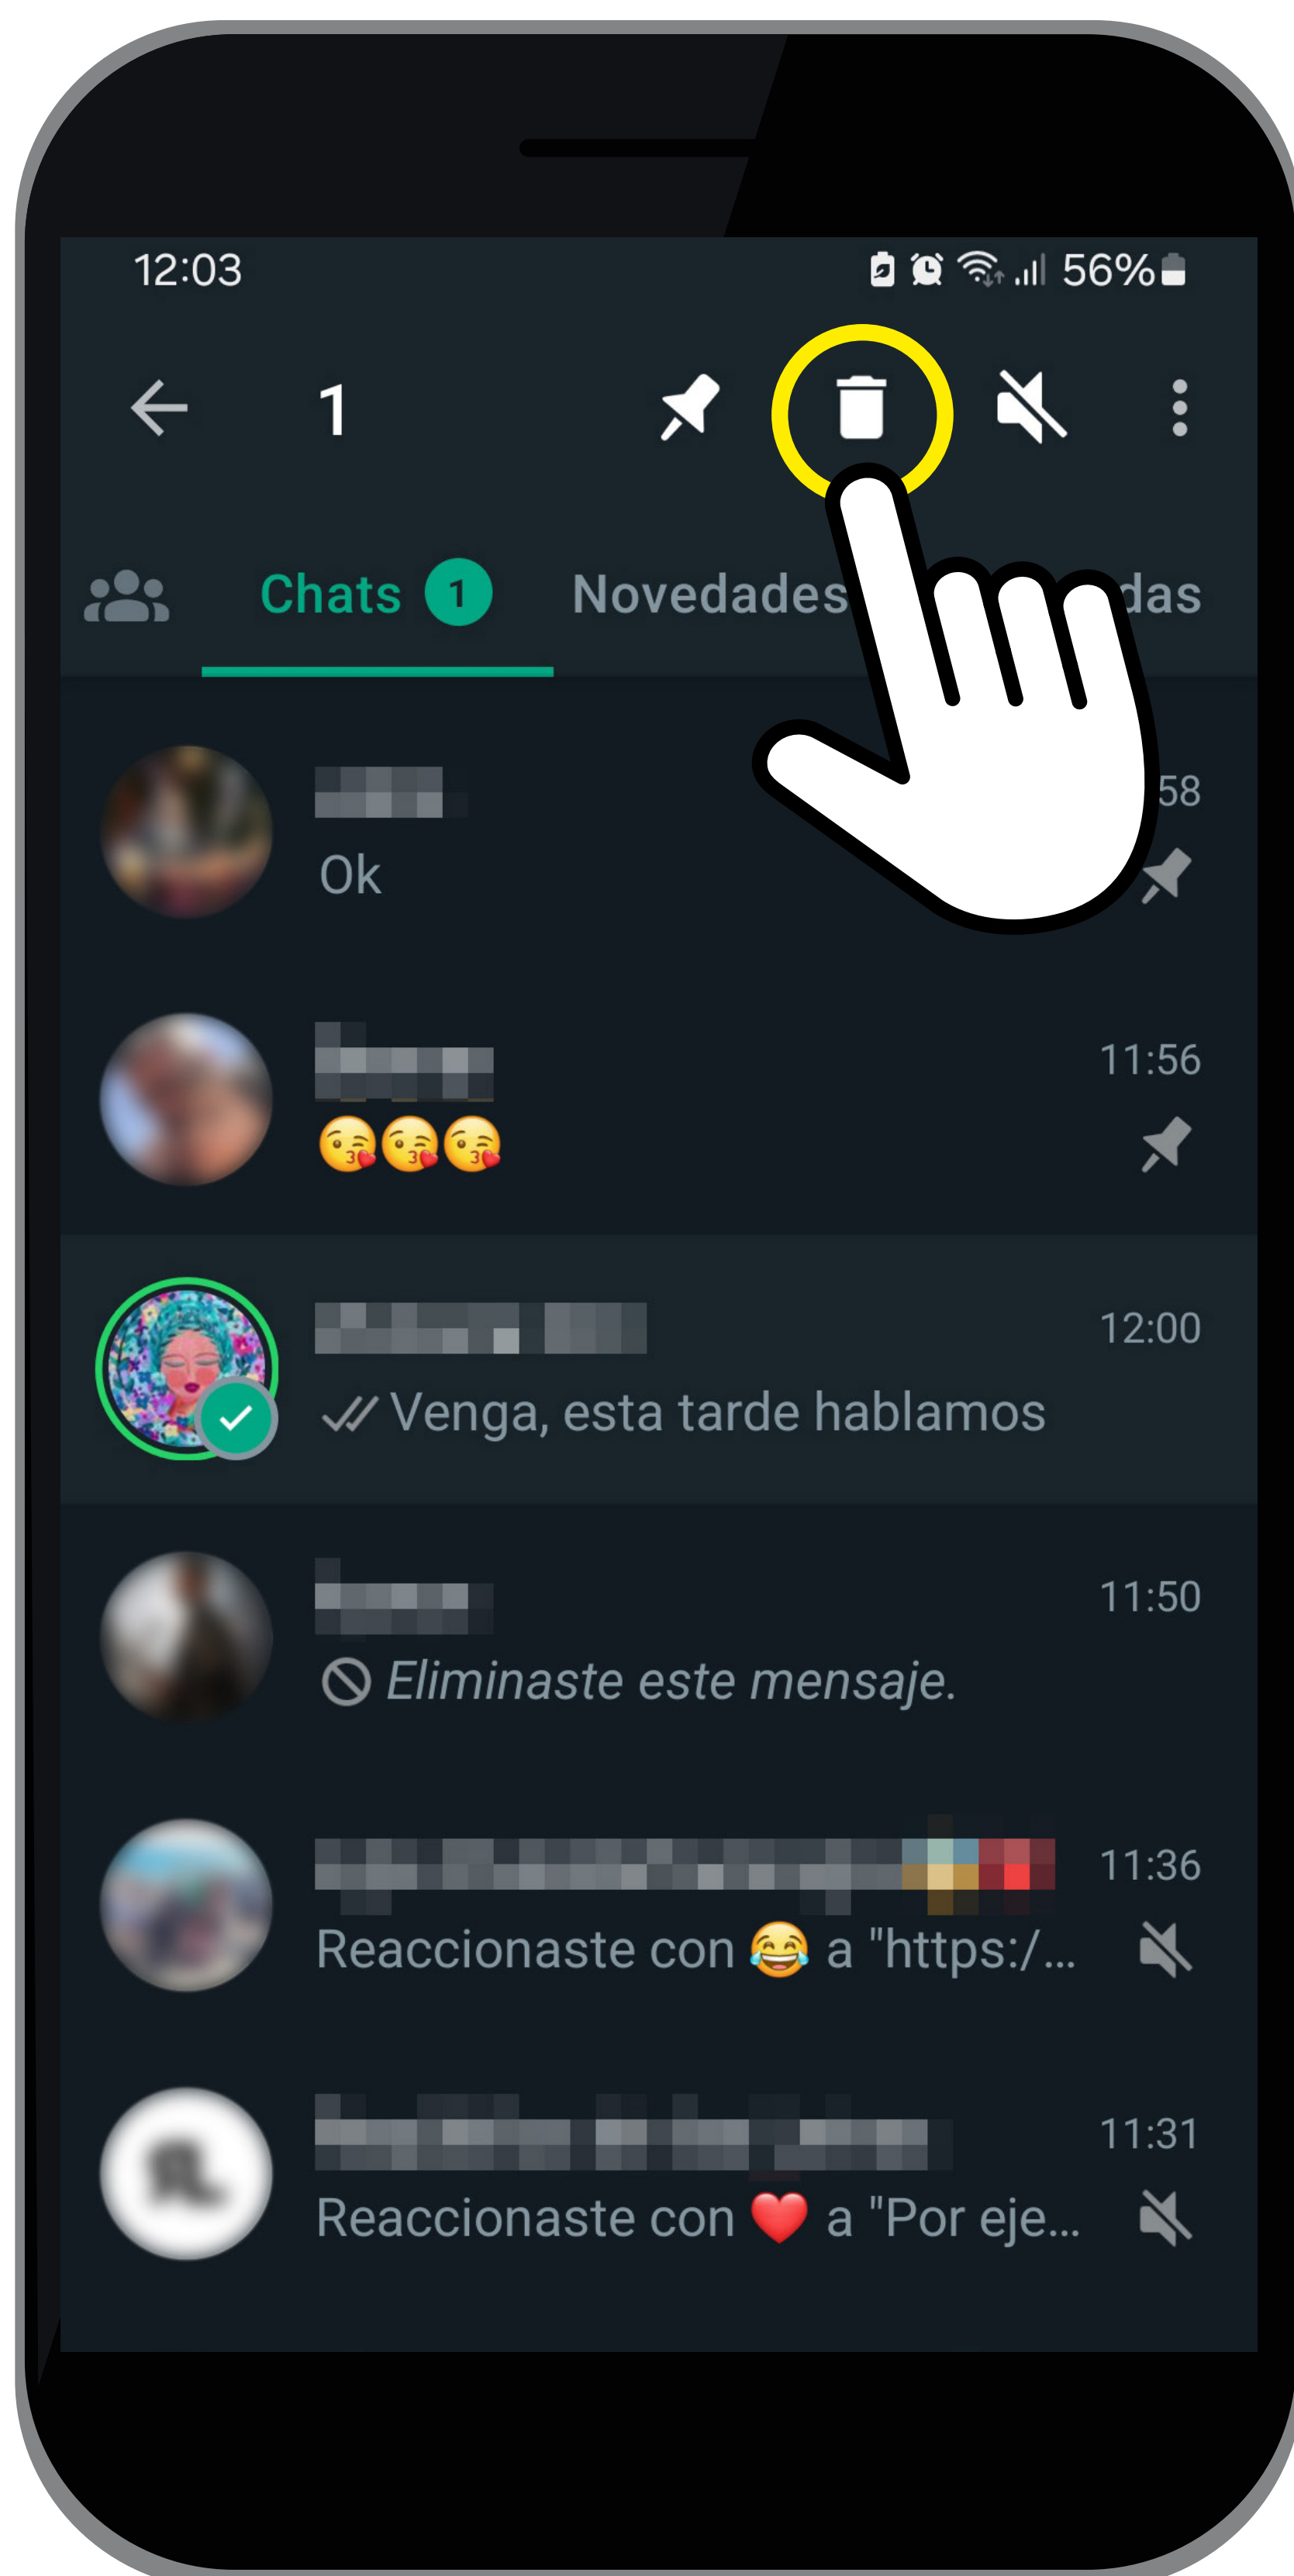 12:03 56%
1
Chats 1 Novedades
58
Ok
11:56
😘😘😘
12:00
Venga, esta tarde hablamos
11:50
Eliminaste este mensaje.
11:36
Reaccionaste con 😂 a "https:/...
11:31
Reaccionaste con ❤️ a "Por eje...